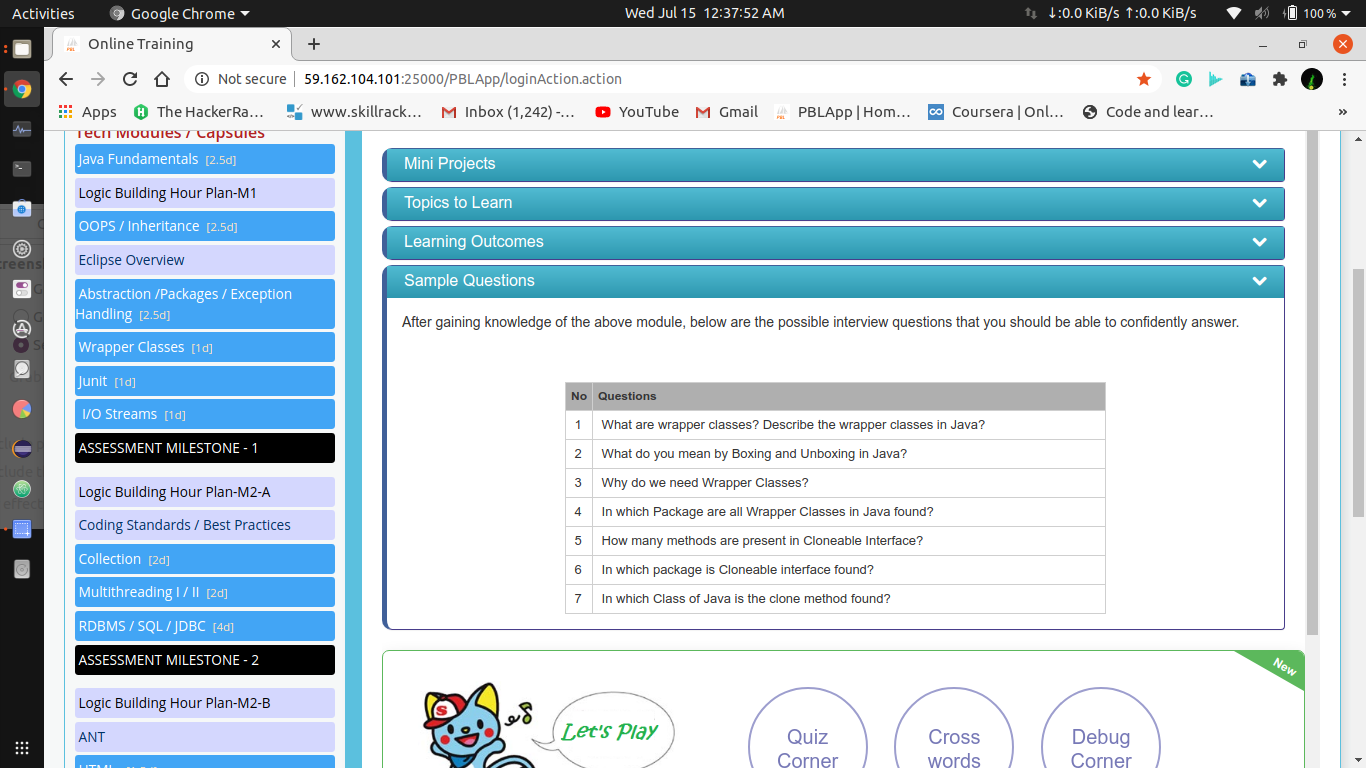 Activities
Google Chrome
Wed Jul 15 12:37:52 AM
↓:0.0 KiB/s ↑:0.0 KiB/s
100 %
Online Training
Not secure
59.162.104.101:25000/PBLApp/loginAction.action
Apps
The HackerRa...
www.skillrack...
Inbox (1,242) -...
YouTube
Gmail
PBLApp | Hom...
Coursera | Onl...
Code and lear...
»
Tech Modules / Capsules
Java Fundamentals [2.5d]
Logic Building Hour Plan-M1
OOPS / Inheritance [2.5d]
Eclipse Overview
Abstraction /Packages / Exception
Handling [2.5d]
Wrapper Classes [1d]
Junit [1d]
I/O Streams [1d]
ASSESSMENT MILESTONE - 1
Logic Building Hour Plan-M2-A
Coding Standards / Best Practices
Collection [2d]
Multithreading I / II [2d]
RDBMS / SQL / JDBC [4d]
ASSESSMENT MILESTONE - 2
Logic Building Hour Plan-M2-B
ANT
Mini Projects
Topics to Learn
Learning Outcomes
Sample Questions
After gaining knowledge of the above module, below are the possible interview questions that you should be able to confidently answer.
No Questions
1 What are wrapper classes? Describe the wrapper classes in Java?
2 What do you mean by Boxing and Unboxing in Java?
3 Why do we need Wrapper Classes?
4 In which Package are all Wrapper Classes in Java found?
5 How many methods are present in Cloneable Interface?
6 In which package is Cloneable interface found?
7 In which Class of Java is the clone method found?
New
S
Let's Play
Quiz
Corner
Cross
words
Debug
Corner